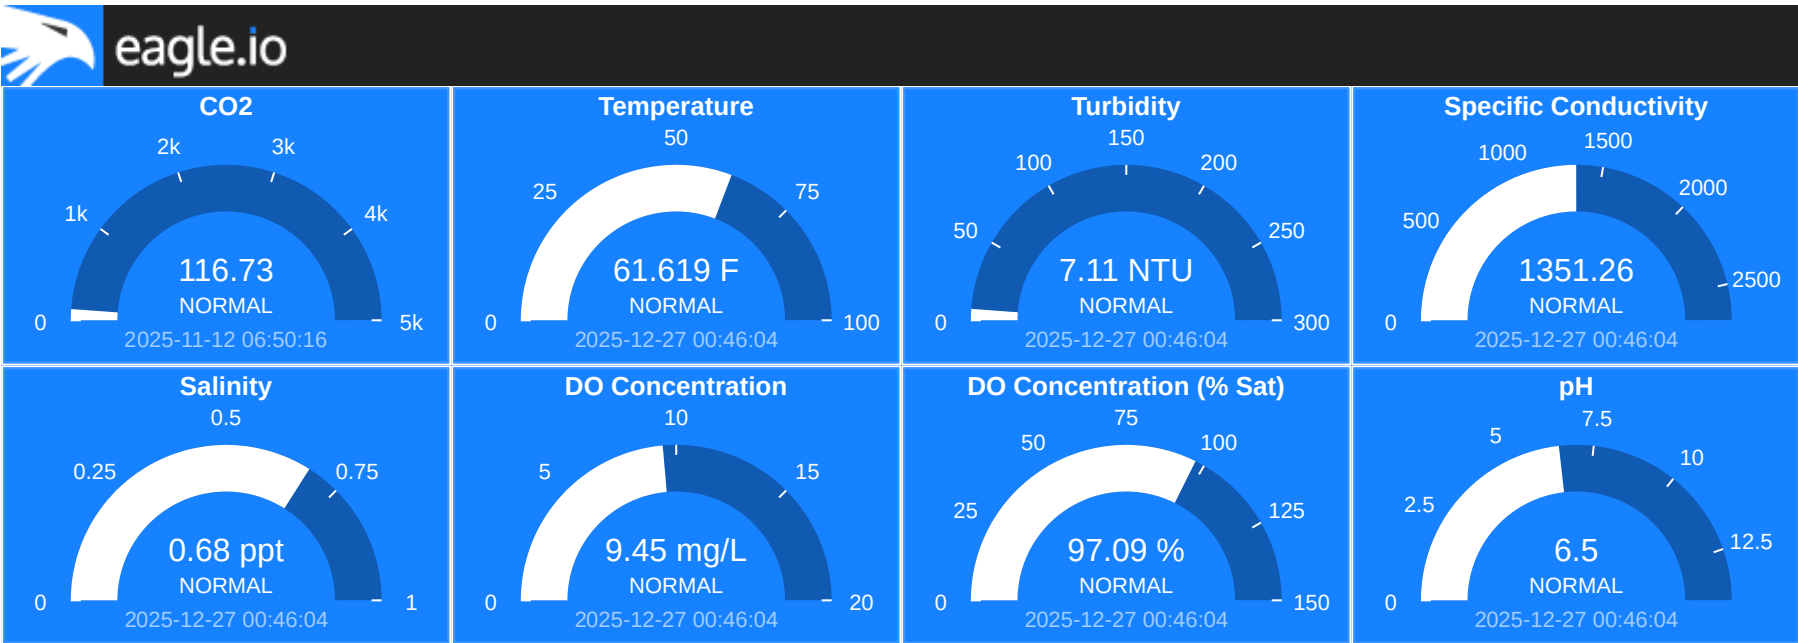 eagle.io
CO2
2k
3k
1k
4k
116.73
NORMAL
0
5k
2025-11-12 06:50:16
Temperature
50
25
75
61.619 F
NORMAL
0
100
2025-12-27 00:46:04
Turbidity
150
100
200
50
250
7.11 NTU
NORMAL
0
300
2025-12-27 00:46:04
Specific Conductivity
1500
1000
2000
500
2500
1351.26
NORMAL
0
2025-12-27 00:46:04
Salinity
0.5
0.25
0.75
0.68 ppt
NORMAL
0
1
2025-12-27 00:46:04
DO Concentration
10
5
15
9.45 mg/L
NORMAL
0
20
2025-12-27 00:46:04
DO Concentration (% Sat)
75
50
100
25
125
97.09 %
NORMAL
0
150
2025-12-27 00:46:04
pH
7.5
5
10
2.5
12.5
6.5
NORMAL
0
2025-12-27 00:46:04